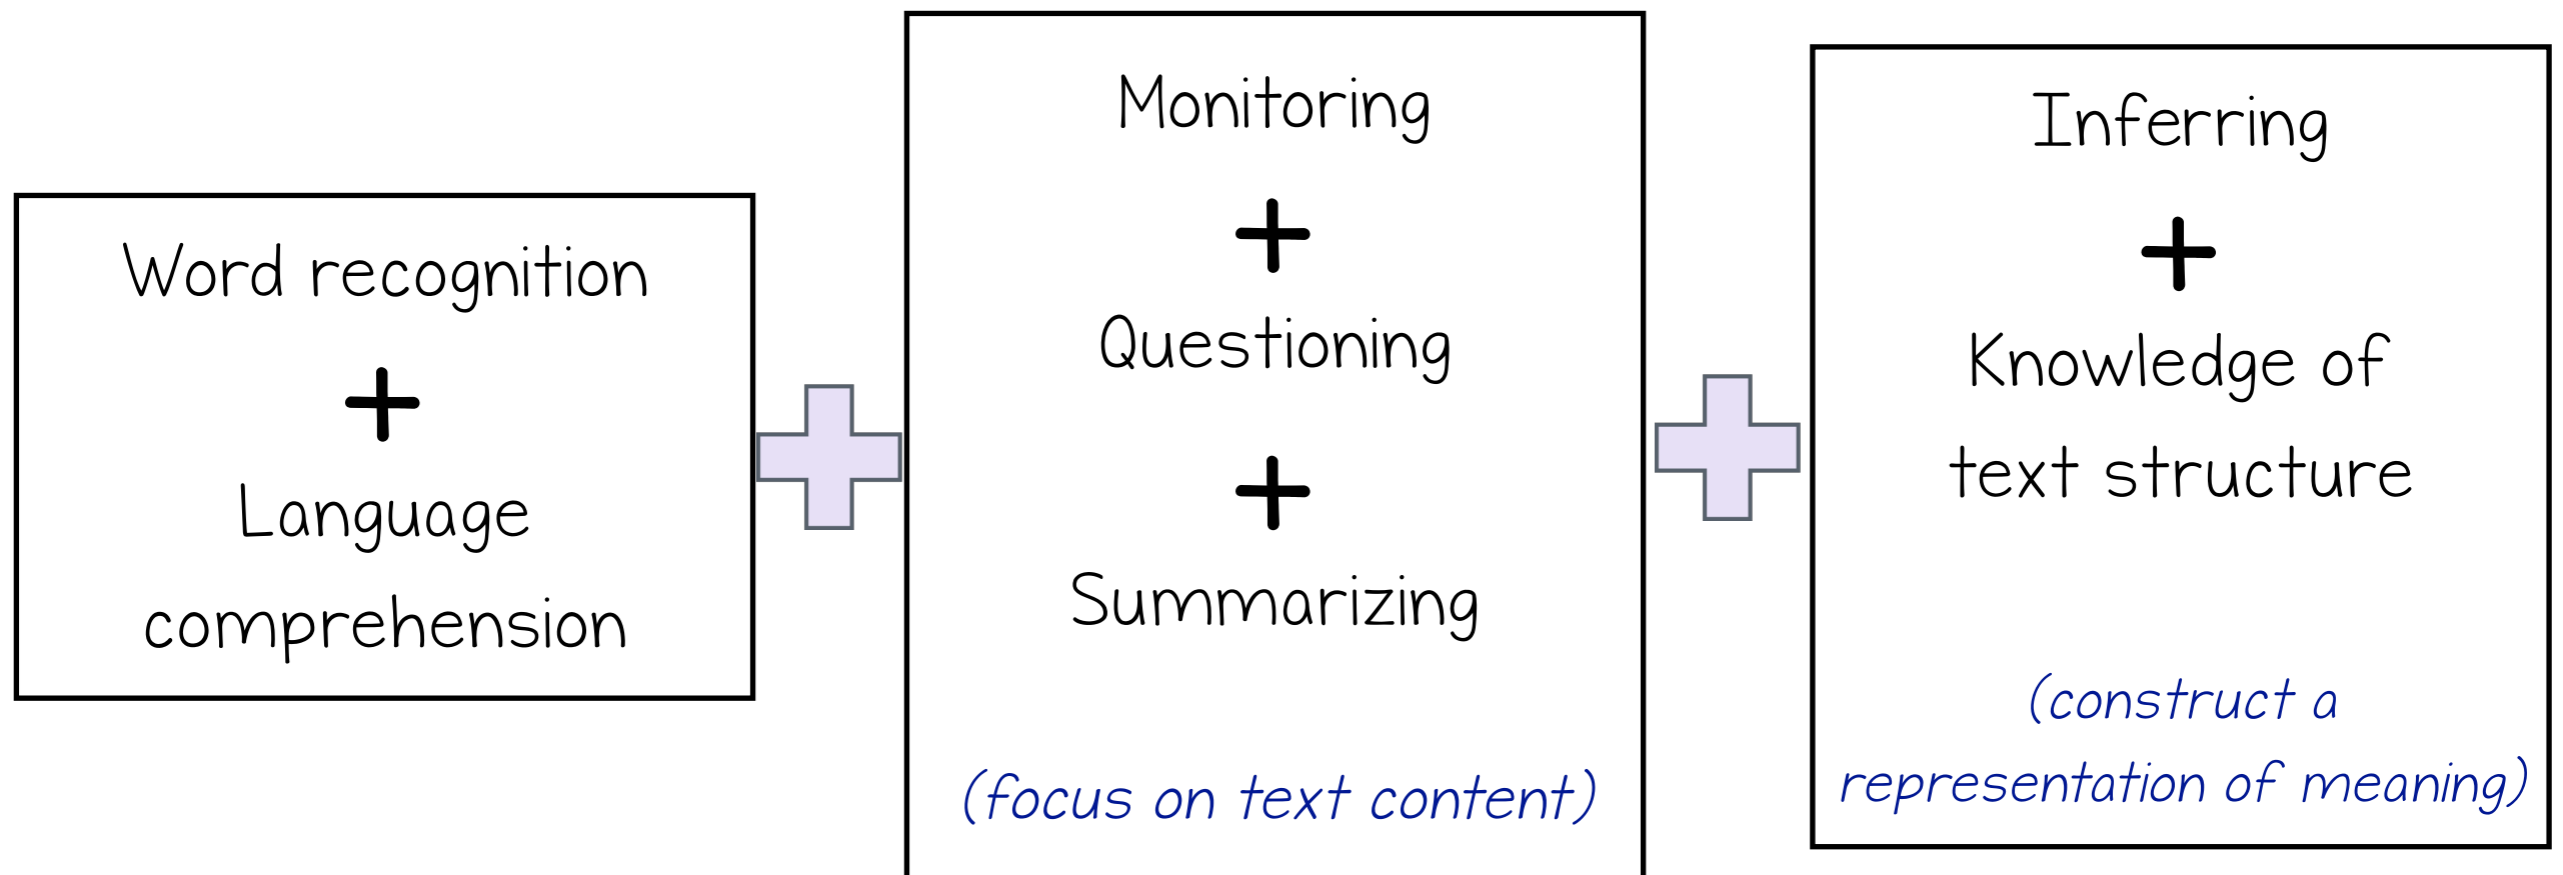 Word recognition
+
Language
comprehension
Monitoring
+
Questioning
+
Summarizing
(focus on text content)
Inferring
+
Knowledge of
text structure
(construct a
representation of meaning)